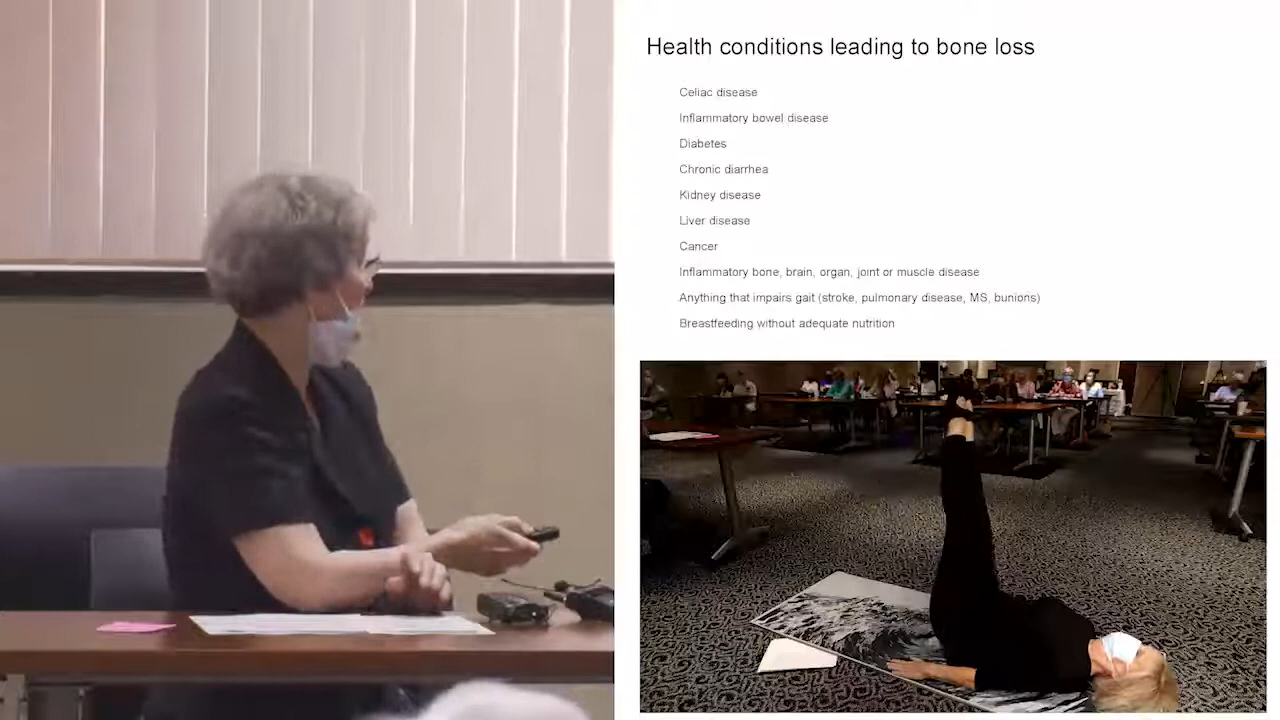 Health conditions leading to bone loss
Celiac disease
Inflammatory bowel disease
Diabetes
Chronic diarrhea
Kidney disease
Liver disease
Cancer
Inflammatory bone, brain, organ, joint or muscle disease
Anything that impairs gait (stroke, pulmonary disease, MS, bunions)
Breastfeeding without adequate nutrition